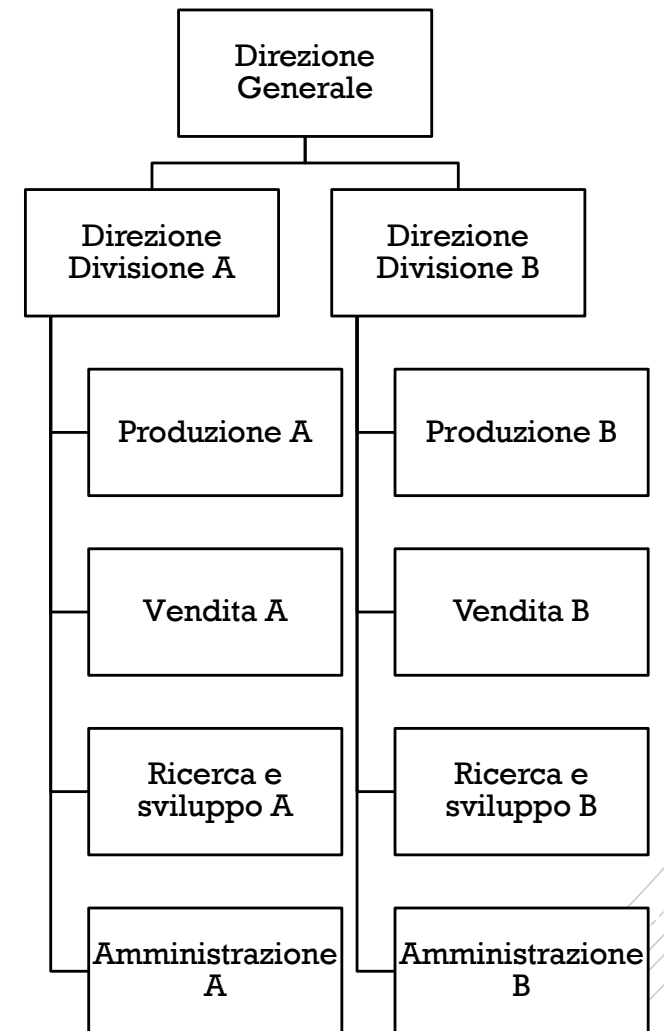 Direzione
Generale
Direzione
Divisione A
Direzione
Divisione B
Produzione A
Produzione B
Vendita A
Vendita B
Ricerca e
sviluppo A
Ricerca e
sviluppo B
Amministrazione
A
Amministrazione
B